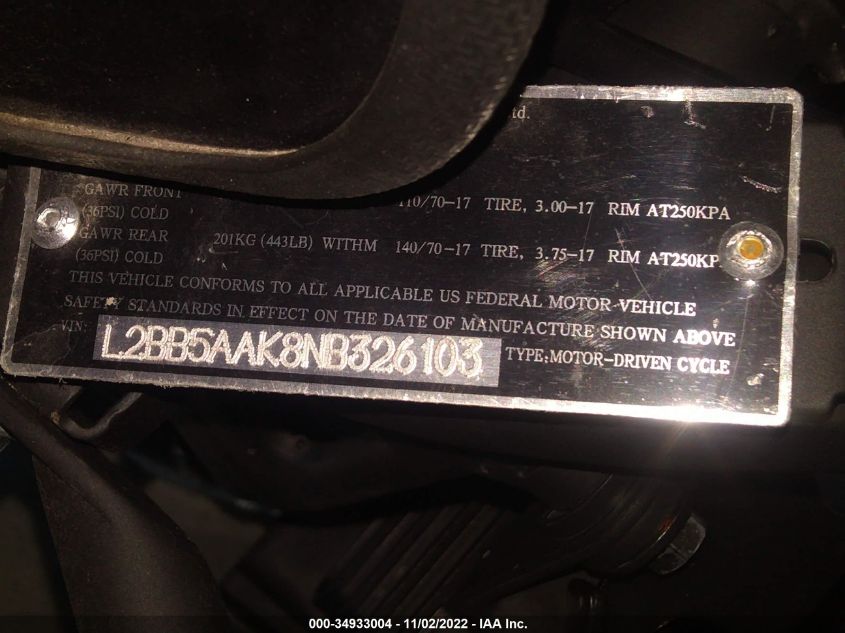 td.
GAWR FRONT 110/70-17 TIRE, 3.00-17 RIM AT250KPA
(36PSI) COLD
GAWR REAR 201KG (443LB) WITHM 140/70-17 TIRE, 3.75-17 RIM AT250KP
(36PSI) COLD
THIS VEHICLE CONFORMS TO ALL APPLICABLE US FEDERAL MOTOR VEHICLE
SAFETY STANDARDS IN EFFECT ON THE DATE OF MANUFACTURE SHOWN ABOVE
VIN: L2BB5AAK8NB326103 TYPE:MOTOR-DRIVEN CYCLE
000-34933004 - 11/02/2022 - IAA Inc.